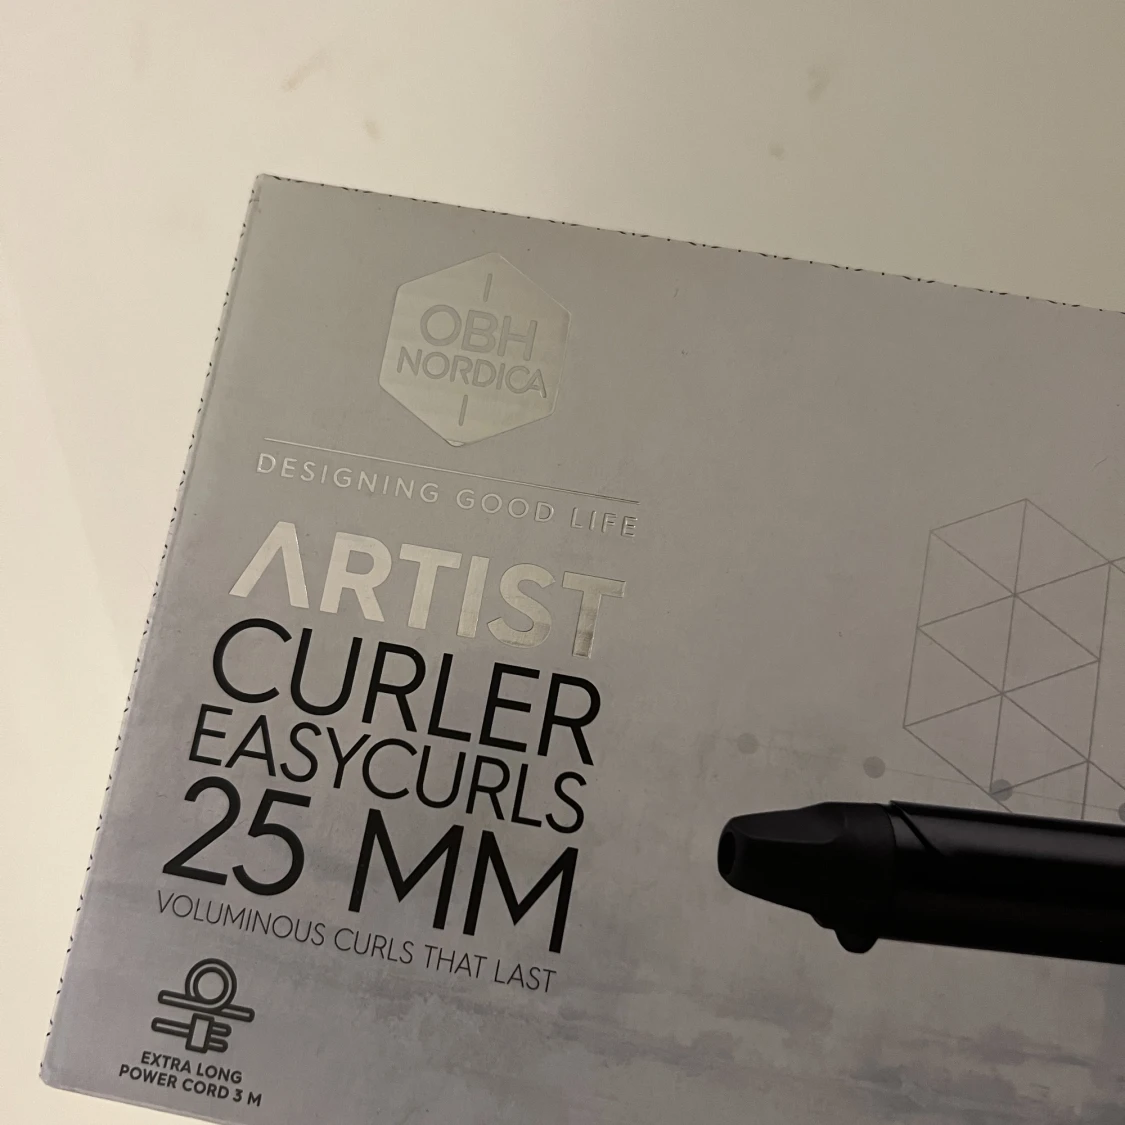 OBH
NORDICA
DESIGNING GOOD LIFE
ARTIST
CURLER
EASYCURLS
25 MM
VOLUMINOUS CURLS THAT LAST
EXTRA LONG
POWER CORD 3 M